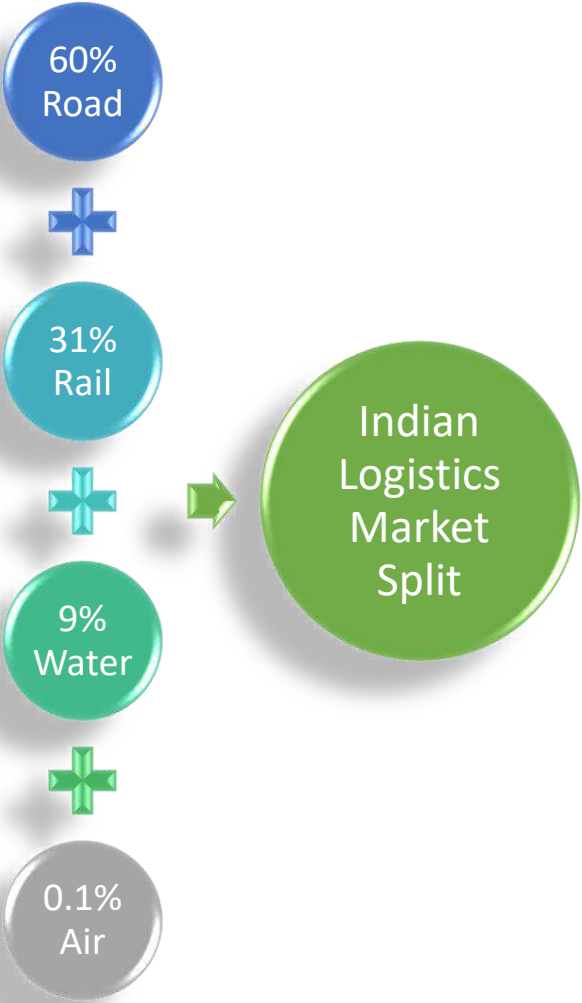 60%
Road
31%
Rail
9%
Water
0.1%
Air
Indian
Logistics
Market
Split